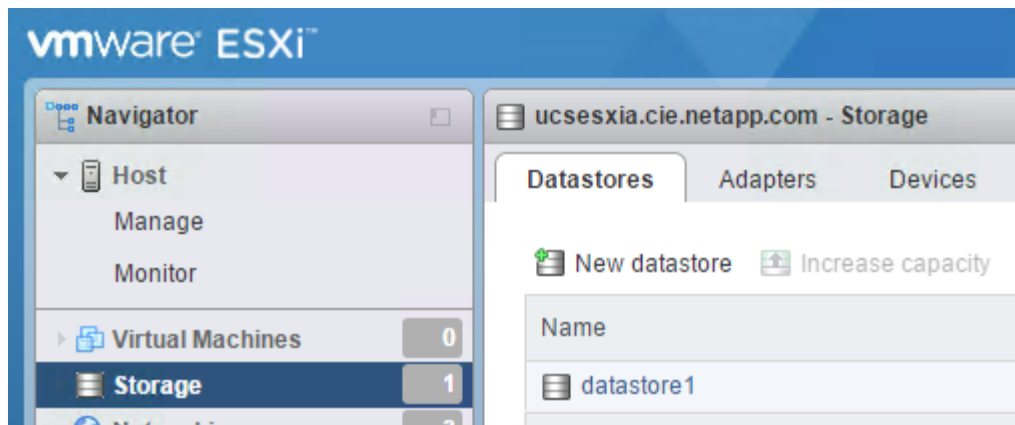 vmware ESXi™
Navigator
Host
Manage
Monitor
Virtual Machines 0
Storage 1
ucsesxia.cie.netapp.com - Storage
Datastores Adapters Devices
New datastore Increase capacity
Name
datastore1